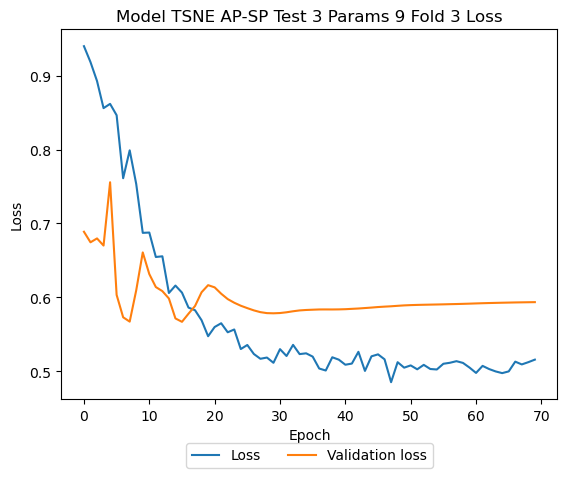 Model TSNE AP-SP Test 3 Params 9 Fold 3 Loss
Loss
0.9
0.8
0.7
0.6
0.5
0 10 20 30 40 50 60 70
Epoch
Loss Validation loss